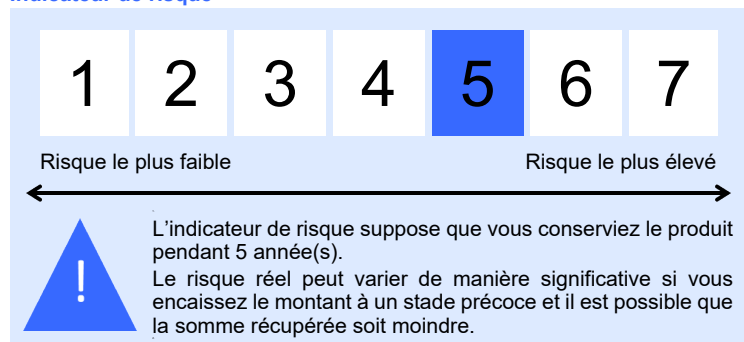 Indicateur de risque
1 2 3 4 5 6 7
Risque le plus faible Risque le plus élevé
L'indicateur de risque suppose que vous conserviez le produit
pendant 5 année(s).
! Le risque réel peut varier de manière significative si vous
encaissez le montant à un stade précoce et il est possible que
la somme récupérée soit moindre.